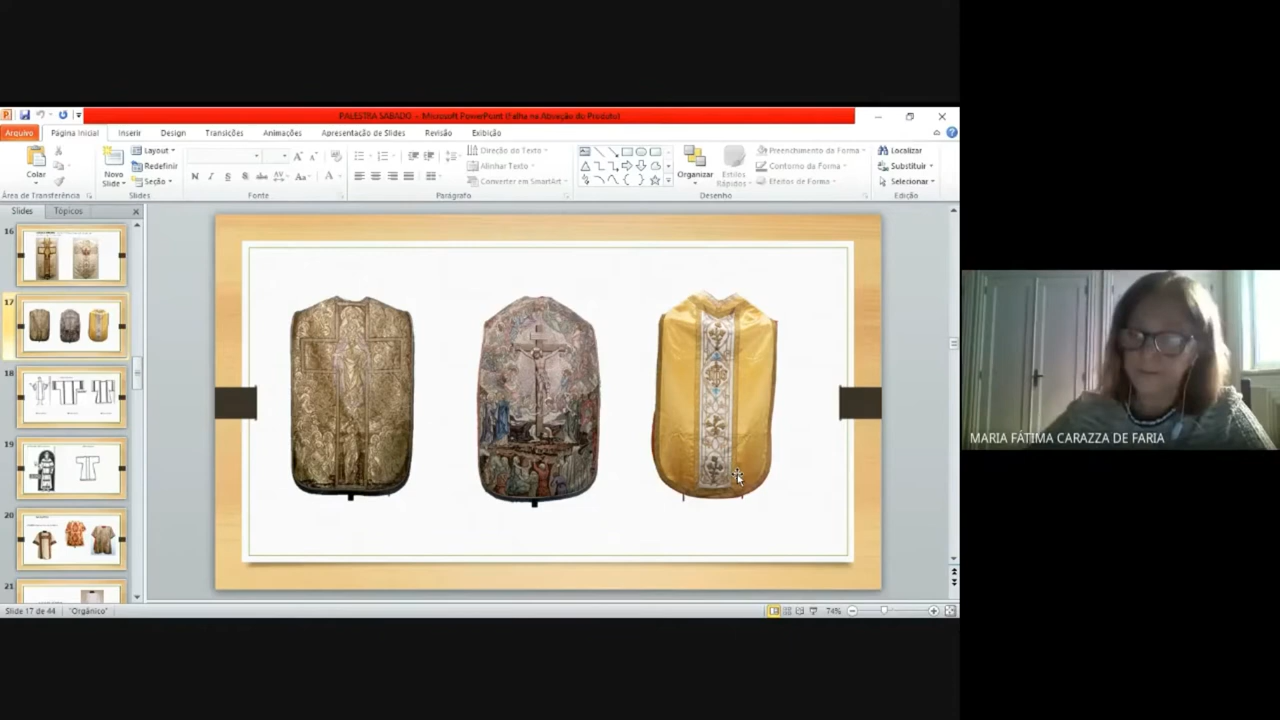 PALESTRA SABADO - Microsoft PowerPoint (Falha na Ativação do Produto)
Arquivo Página Inicial Inserir Design Transições Animações Apresentação de Slides Revisão Exibição
Colar
Área de Transferência
Novo Slide
Layout
Redefinir
Seção
Slides
Fonte
Direção do Texto
Alinhar Texto
Converter em SmartArt
Parágrafo
Organizar
Estilos Rápidos
Preenchimento da Forma
Contorno da Forma
Efeitos de Forma
Desenho
Localizar
Substituir
Selecionar
Edição
Slides Tópicos
16
17
18
19
20
21
MARIA FÁTIMA CARAZZA DE FARIA
Slide 17 de 44 "Orgânico" 74%